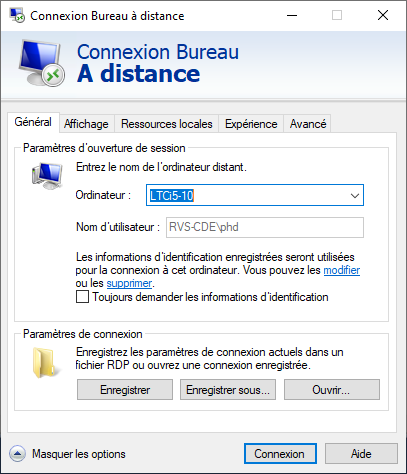 Connexion Bureau à distance
Connexion Bureau
A distance
Général Affichage Ressources locales Expérience Avancé
Paramètres d'ouverture de session
Entrez le nom de l'ordinateur distant.
Ordinateur : LTCi5-10
Nom d'utilisateur : RVS-CDE\phd
Les informations d'identification enregistrées seront utilisées
pour la connexion à cet ordinateur. Vous pouvez les modifier
ou les supprimer.
Toujours demander les informations d'identification
Paramètres de connexion
Enregistrez les paramètres de connexion actuels dans un
fichier RDP ou ouvrez une connexion enregistrée.
Enregistrer Enregistrer sous... Ouvrir...
Masquer les options Connexion Aide